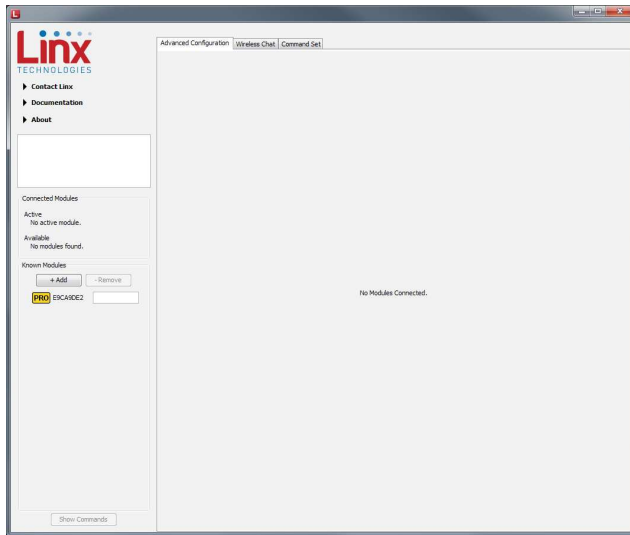 Linx
TECHNOLOGIES
Contact Linx
Documentation
About
Connected Modules
Active
No active module.
Available
No modules found.
Known Modules
+ Add - Remove
PRO E9CA9DE2
Show Commands
Advanced Configuration Wireless Chat Command Set
No Modules Connected.